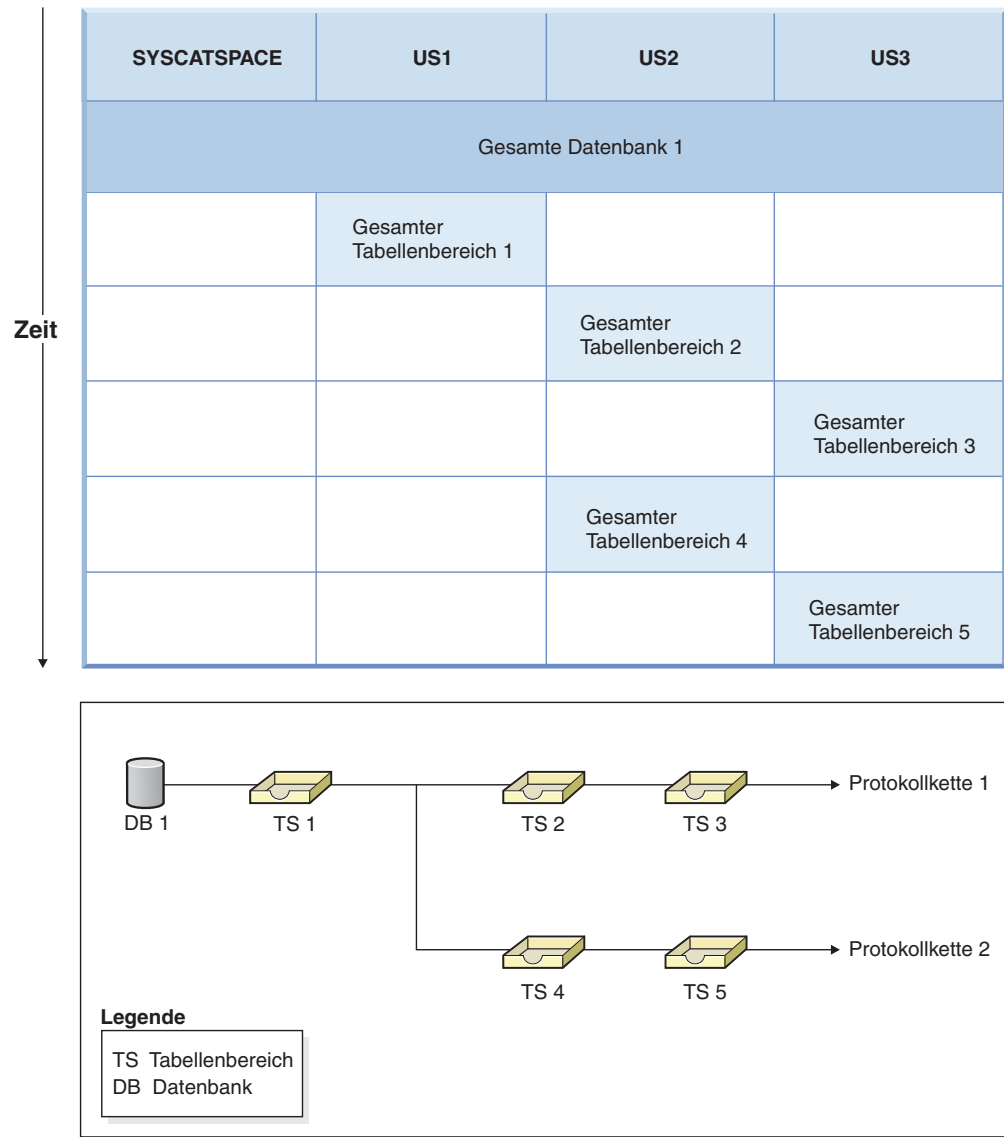 SYSCATSPACE
US1
US2
US3
Gesamte Datenbank 1
Gesamter
Tabellenbereich 1
Zeit
Gesamter
Tabellenbereich 2
Gesamter
Tabellenbereich 3
Gesamter
Tabellenbereich 4
Gesamter
Tabellenbereich 5
Protokollkette 1
DB 1
TS 1
TS 2
TS 3
Protokollkette 2
TS 4
TS 5
Legende
TS Tabellenbereich
DB Datenbank